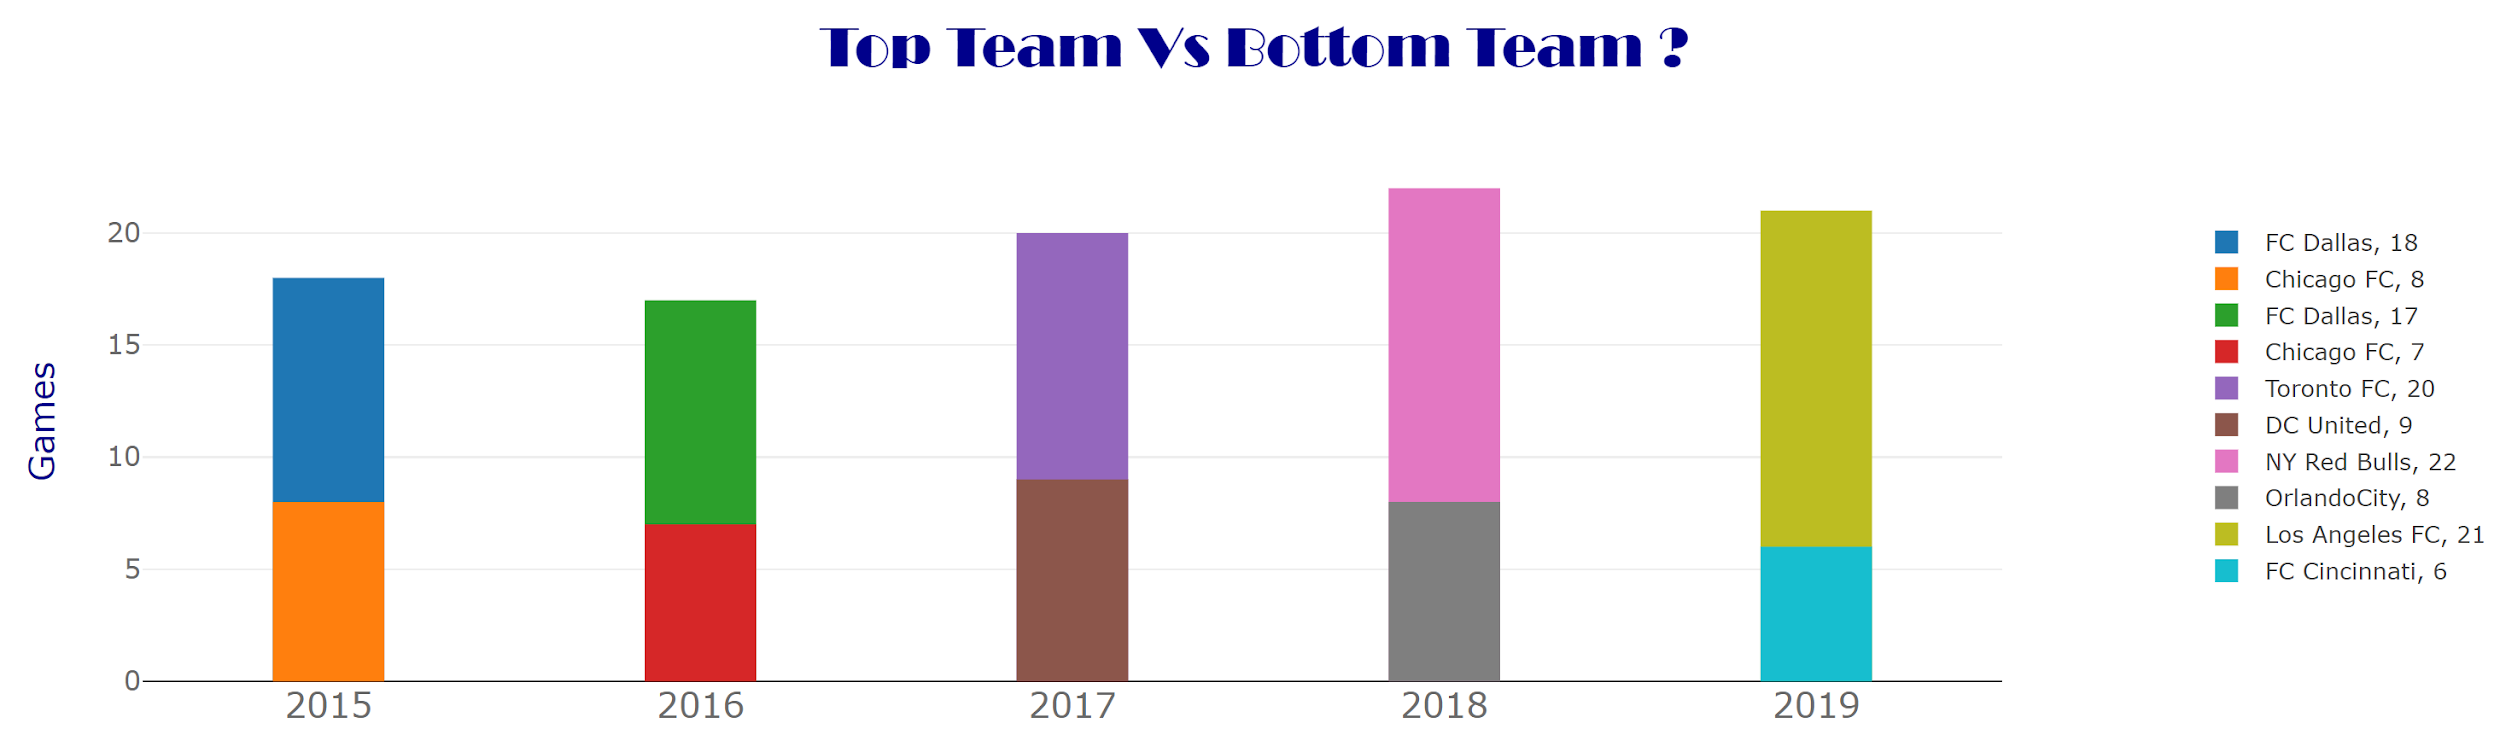 Top Team Vs Bottom Team ?
Games
20
15
10
5
0
2015 2016 2017 2018 2019
FC Dallas, 18
Chicago FC, 8
FC Dallas, 17
Chicago FC, 7
Toronto FC, 20
DC United, 9
NY Red Bulls, 22
OrlandoCity, 8
Los Angeles FC, 21
FC Cincinnati, 6